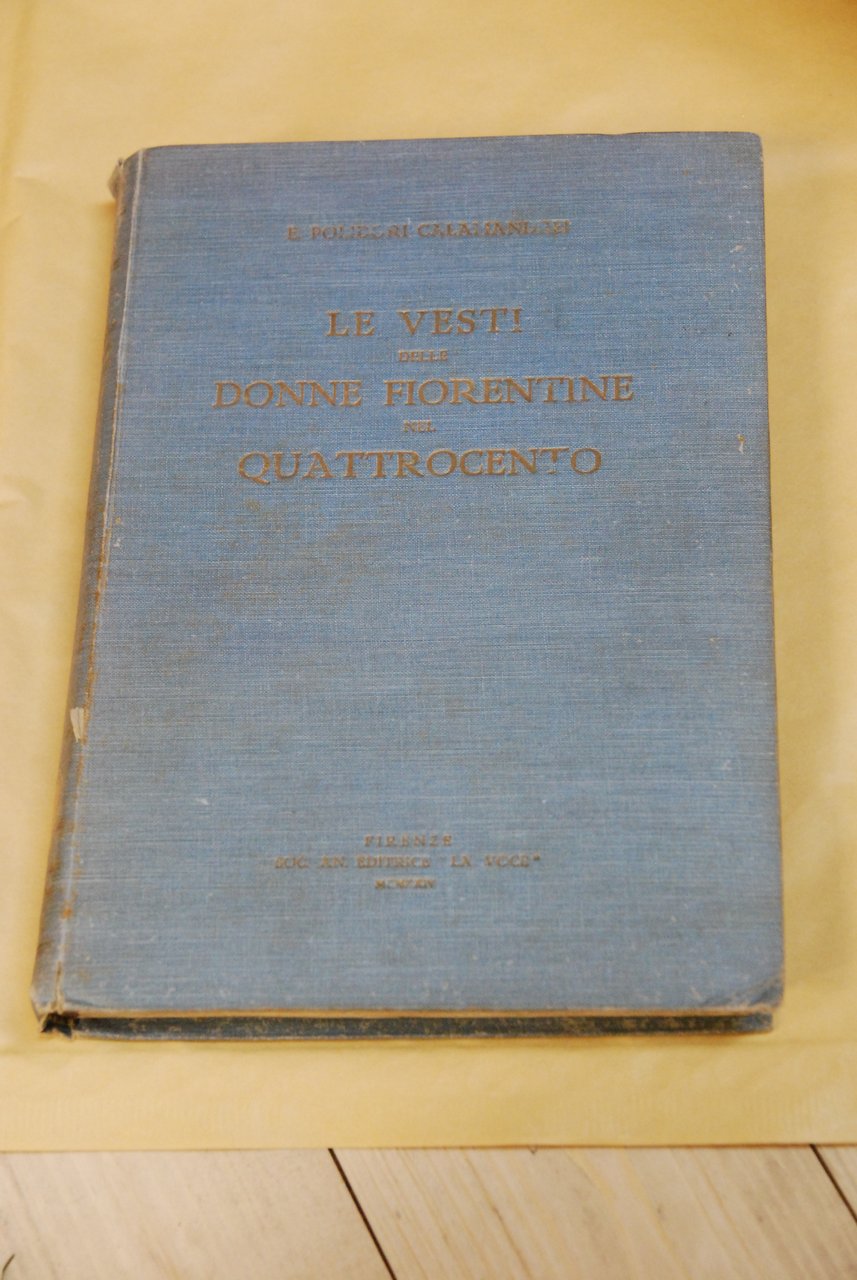 E. POLIDORI CALAMANDREI
LE VESTI
DELLE
DONNE FIORENTINE
NEL
QUATTROCENTO
FIRENZE
SOC. AN. EDITRICE "LA VOCE"
MCMXXIV